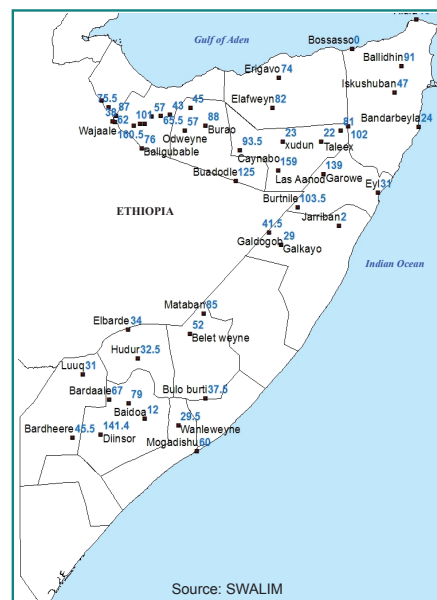 Gulf of Aden
Bossasso 0
Ballidhin 91
Erigavo 74
Iskushuban 47
75.5
87
38
62
Wajaale
160.5
101
57
65.5
43
45
Odweyne
57
88
Burao
Elafweyn 82
Bandarbeyla 24
81
102
76
Baligubable
93.5
Caynabo
23
xudun
22
Taleex
159
Las Aanod
139
Garowe
Buadodle 125
Eyl 31
Burtnile 103.5
ETHIOPIA
Jarriban 2
41.5
Galdogob
29
Galkayo
Indian Ocean
Mataban 85
Elbarde 34
52
Belet weyne
Hudur 32.5
Luuq 31
Bardaale 67
79
Baidoa
12
Bulo burti 37.5
Bardheere 45.5
141.4
Diinsor
29.5
Wanleweyne
Mogadishu 60
Source: SWALIM